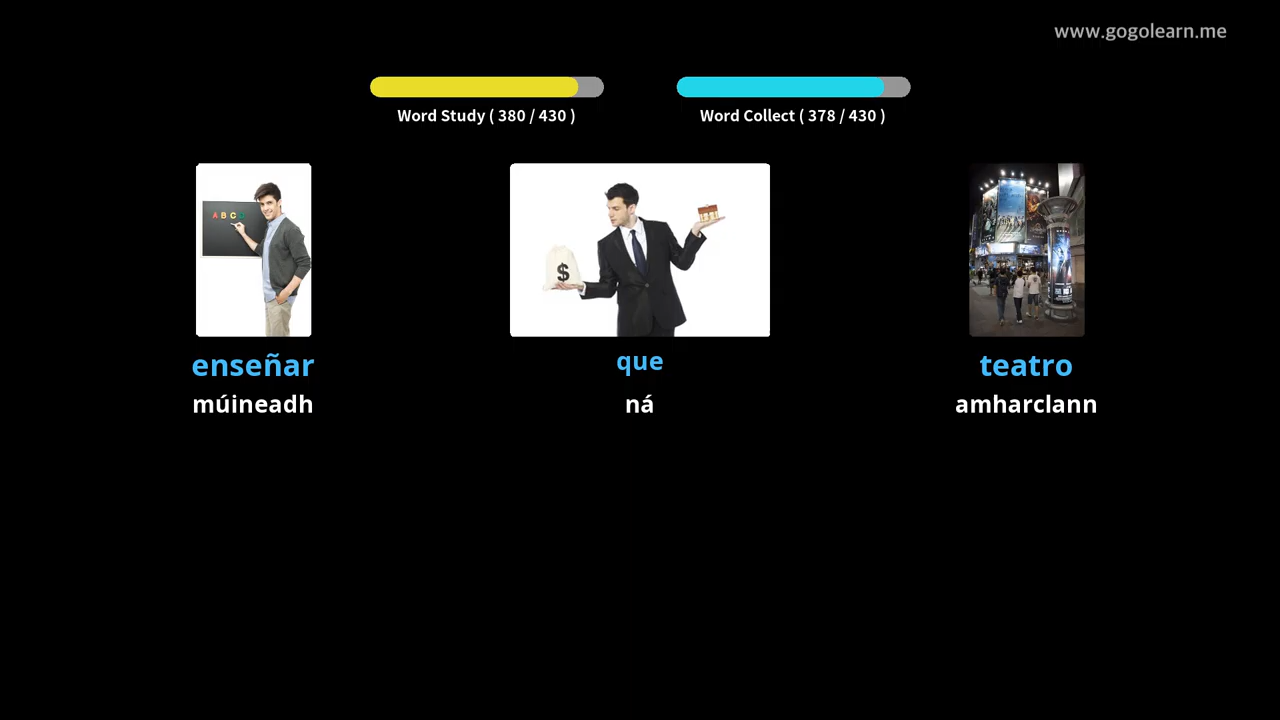 www.gogolearn.me
Word Study ( 380 / 430 )
Word Collect ( 378 / 430 )
A B C D
$
enseñar
que
teatro
múineadh
ná
amharclann